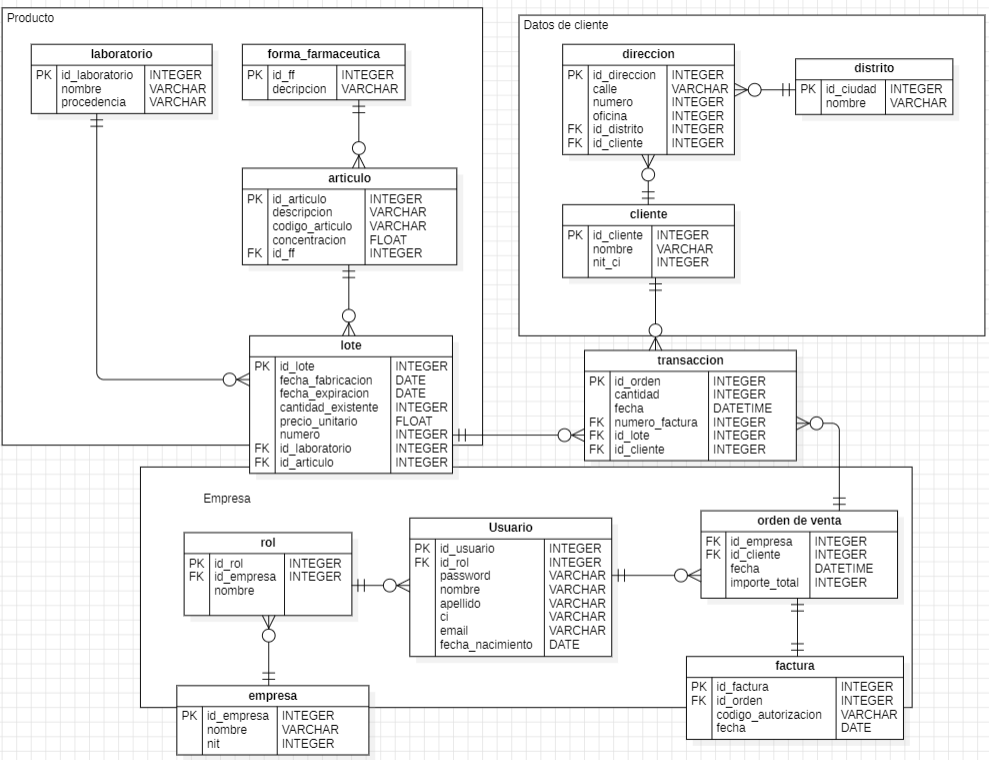 Producto
laboratorio
PK id_laboratorio INTEGER
nombre VARCHAR
procedencia VARCHAR
forma_farmaceutica
PK id_ff INTEGER
decripcion VARCHAR
articulo
PK id_articulo INTEGER
descripcion VARCHAR
codigo_articulo VARCHAR
concentracion FLOAT
FK id_ff INTEGER
lote
PK id_lote INTEGER
fecha_fabricacion DATE
fecha_expiracion DATE
cantidad_existente INTEGER
precio_unitario FLOAT
numero INTEGER
FK id_laboratorio INTEGER
FK id_articulo INTEGER
Datos de cliente
direccion
PK id_direccion INTEGER
calle VARCHAR
numero INTEGER
oficina INTEGER
FK id_distrito INTEGER
FK id_cliente INTEGER
distrito
PK id_ciudad INTEGER
nombre VARCHAR
cliente
PK id_cliente INTEGER
nombre VARCHAR
nit_ci INTEGER
transaccion
PK id_orden INTEGER
cantidad INTEGER
fecha DATETIME
FK numero_factura INTEGER
FK id_lote INTEGER
FK id_cliente INTEGER
Empresa
rol
PK id_rol INTEGER
FK id_empresa INTEGER
nombre
Usuario
PK id_usuario INTEGER
FK id_rol INTEGER
password VARCHAR
nombre VARCHAR
apellido VARCHAR
ci VARCHAR
email VARCHAR
fecha_nacimiento DATE
orden de venta
FK id_empresa INTEGER
FK id_cliente INTEGER
fecha DATETIME
importe_total INTEGER
empresa
PK id_empresa INTEGER
nombre VARCHAR
nit INTEGER
factura
PK id_factura INTEGER
FK id_orden INTEGER
codigo_autorizacion VARCHAR
fecha DATE